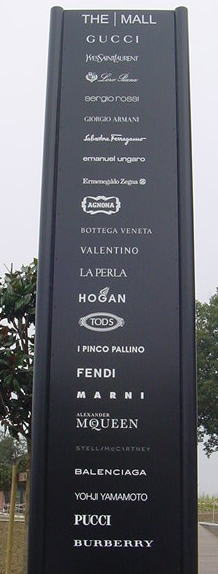 THE | MALL
GUCCI
YVESSAINTLAURENT
Loro Piana
sergio rossi
GIORGIO ARMANI
Salvatore Ferragamo
emanuel ungaro
Ermenegildo Zegna
AGNONA
BOTTEGA VENETA
VALENTINO
LA PERLA
HOGAN
TOD'S
I PINCO PALLINO
FENDI
MARNI
ALEXANDER
McQUEEN
STELLA McCARTNEY
BALENCIAGA
YOHJI YAMAMOTO
PUCCI
BURBERRY